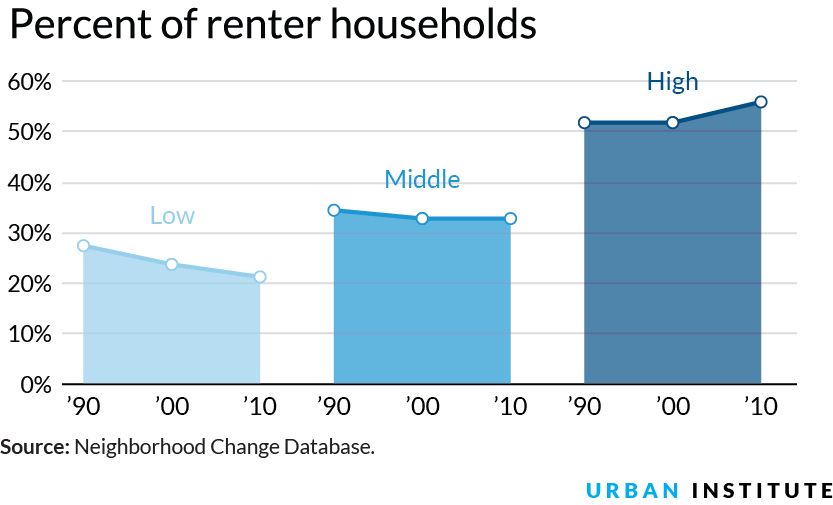 Percent of renter households
60%
High
50%
40%
Middle
Low
30%
20%
10%
0%
’90 ’00 ’10 ’90 ’00 ’10 ’90 ’00 ’10
Source: Neighborhood Change Database.
URBAN INSTITUTE